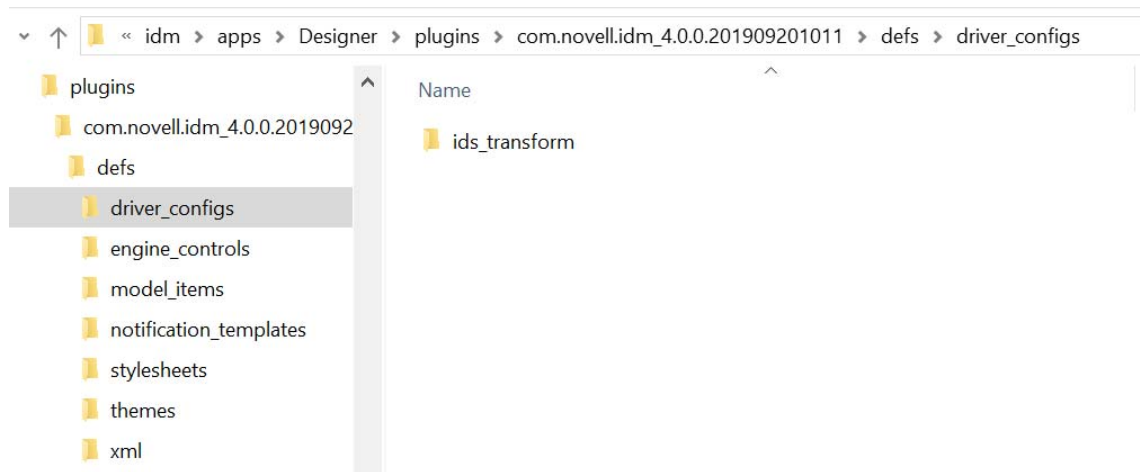 « idm > apps > Designer > plugins > com.novell.idm_4.0.0.201909201011 > defs > driver_configs
plugins
com.novell.idm_4.0.0.2019092
defs
driver_configs
engine_controls
model_items
notification_templates
stylesheets
themes
xml
Name
ids_transform